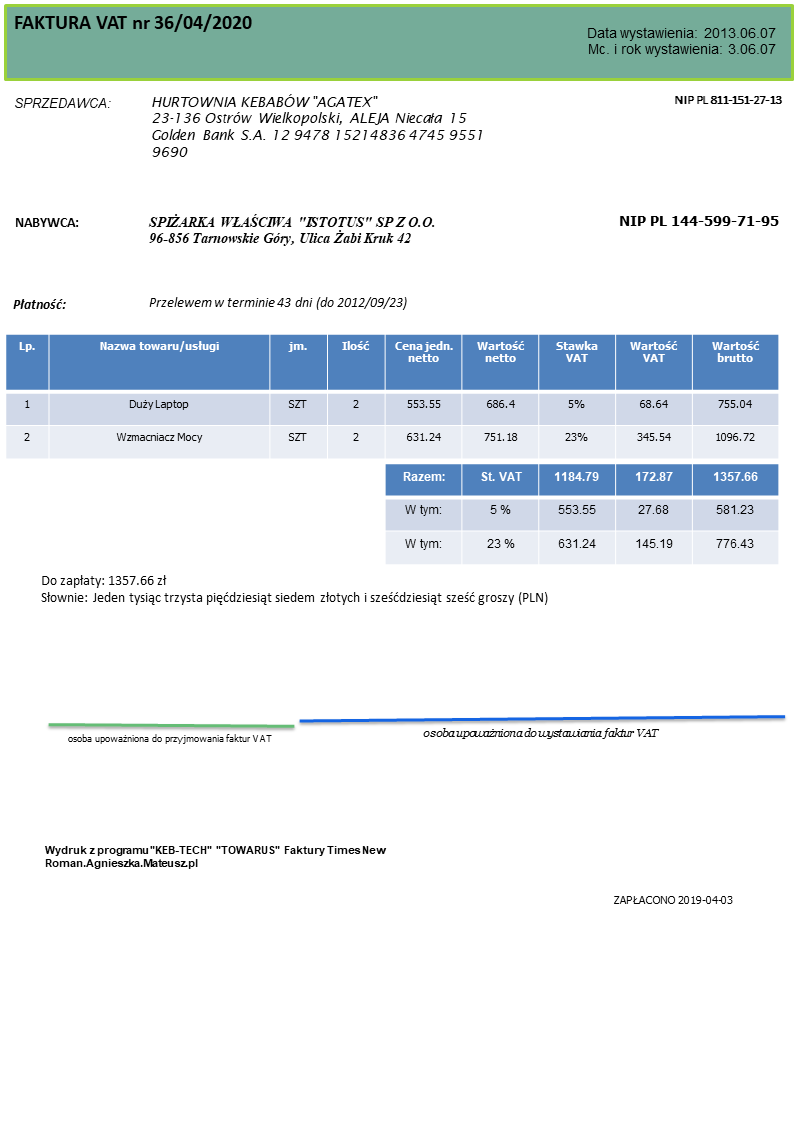 FAKTURA VAT nr 36/04/2020
Data wystawienia: 2013.06.07
Mc. i rok wystawienia: 3.06.07
SPRZEDAWCA:
HURTOWNIA KEBABÓW "AGATEX"
23-136 Ostrów Wielkopolski, ALEJA Niecała 15
Golden Bank S.A. 12 9478 15214836 4745 9551
9690
NIP PL 811-151-27-13
NABYWCA:
SPIŻARKA WŁAŚCIWA "ISTOTUS" SP Z O.O.
96-856 Tarnowskie Góry, Ulica Żabi Kruk 42
NIP PL 144-599-71-95
Płatność:
Przelewem w terminie 43 dni (do 2012/09/23)
Lp. Nazwa towaru/usługi jm. Ilość Cena jedn. netto Wartość netto Stawka VAT Wartość VAT Wartość brutto
1 Duży Laptop SZT 2 553.55 686.4 5% 68.64 755.04
2 Wzmacniacz Mocy SZT 2 631.24 751.18 23% 345.54 1096.72
Razem: St. VAT 1184.79 172.87 1357.66
W tym: 5 % 553.55 27.68 581.23
W tym: 23 % 631.24 145.19 776.43
Do zapłaty: 1357.66 zł
Słownie: Jeden tysiąc trzysta pięćdziesiąt siedem złotych i sześćdziesiąt sześć groszy (PLN)
osoba upoważniona do przyjmowania faktur VAT
osoba upoważniona do wystawiania faktur VAT
Wydruk z programu "KEB-TECH" "TOWARUS" Faktury Times New
Roman.Agnieszka.Mateusz.pl
ZAPŁACONO 2019-04-03